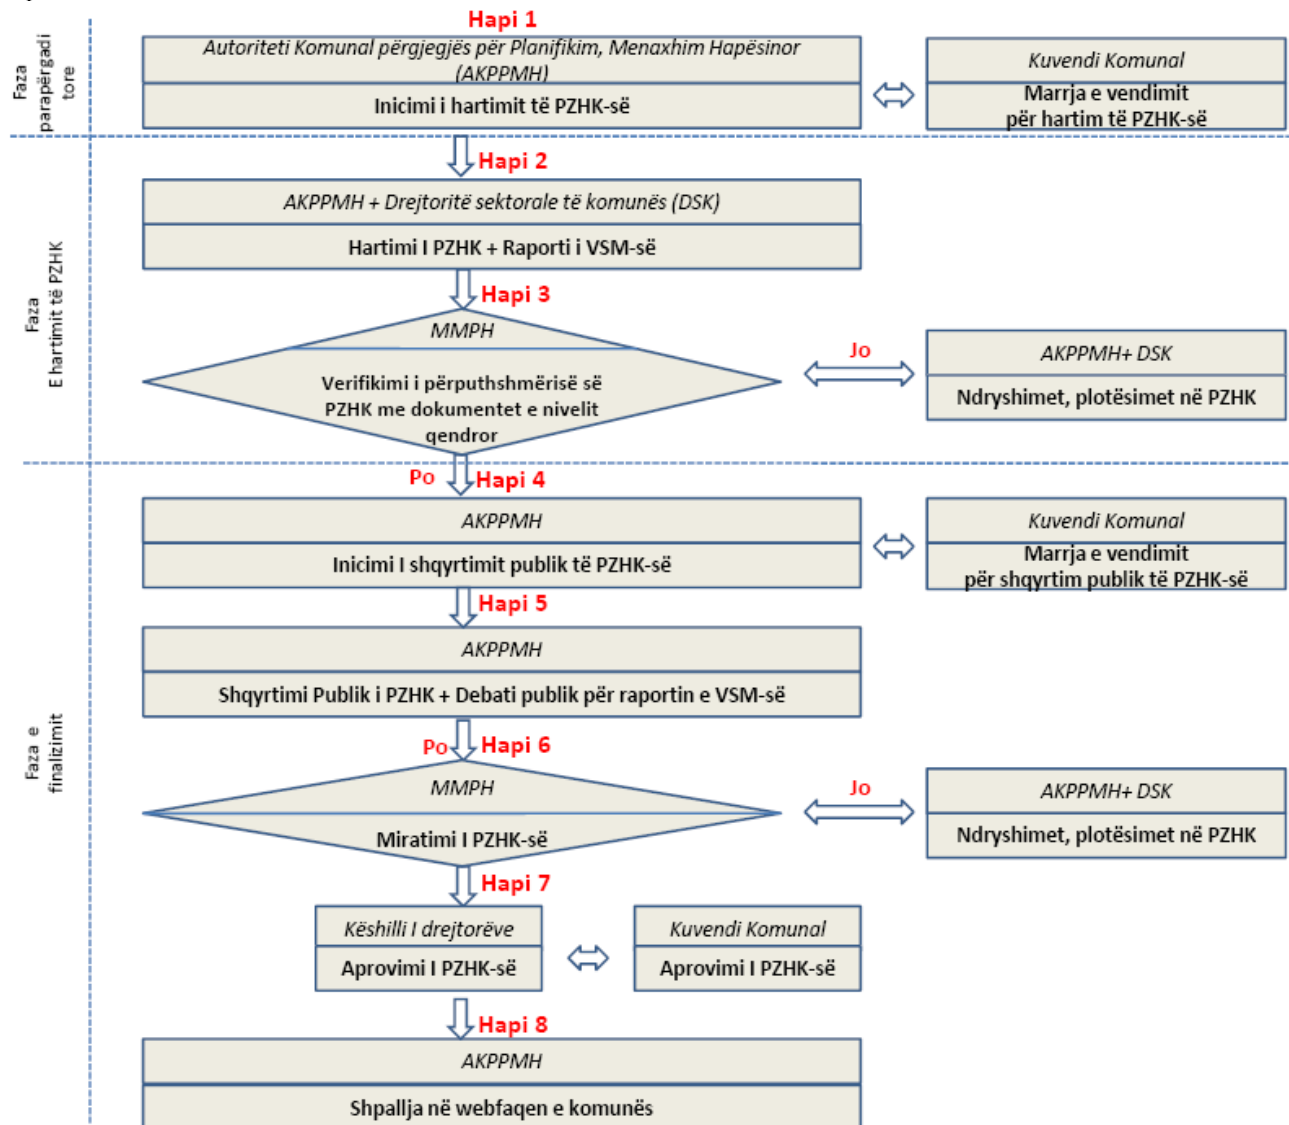 Hapi 1
Faza
parapërgadi
tore
Autoriteti Komunal përgjegjës për Planifikim, Menaxhim Hapësinor
(AKPPMH)
Inicimi i hartimit të PZHK-së
Kuvendi Komunal
Marrja e vendimit
për hartim të PZHK-së
Hapi 2
Faza
E hartimit të PZHK
AKPPMH + Drejtoritë sektorale të komunës (DSK)
Hartimi I PZHK + Raporti i VSM-së
Hapi 3
MMPH
Verifikimi i përputhshmërisë së
PZHK me dokumentet e nivelit
qendror
Jo
AKPPMH+ DSK
Ndryshimet, plotësimet në PZHK
Po
Hapi 4
Faza e
finalizimit
AKPPMH
Inicimi I shqyrtimit publik të PZHK-së
Kuvendi Komunal
Marrja e vendimit
për shqyrtim publik të PZHK-së
Hapi 5
AKPPMH
Shqyrtimi Publik i PZHK + Debati publik për raportin e VSM-së
Po
Hapi 6
MMPH
Miratimi I PZHK-së
Jo
AKPPMH+ DSK
Ndryshimet, plotësimet në PZHK
Hapi 7
Këshilli I drejtorëve
Aprovimi I PZHK-së
Kuvendi Komunal
Aprovimi I PZHK-së
Hapi 8
AKPPMH
Shpallja në webfaqen e komunës